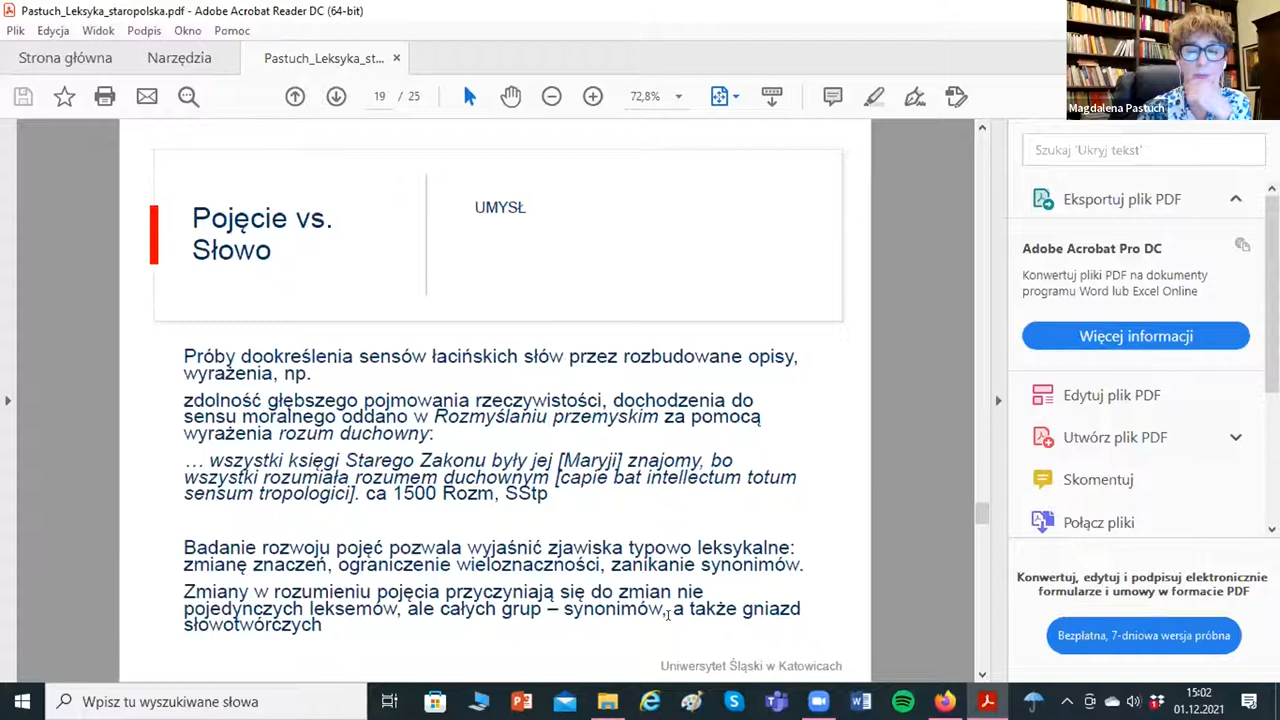 Pastuch_Leksyka_staropolska.pdf - Adobe Acrobat Reader DC (64-bit)
Plik Edycja Widok Podpis Okno Pomoc
Strona główna Narzędzia Pastuch_Leksyka_st... ×
19 / 25 72,8%
Magdalena Pastuch
Pojęcie vs.
Słowo
UMYSŁ
Próby dookreślenia sensów łacińskich słów przez rozbudowane opisy,
wyrażenia, np.
zdolność głębszego pojmowania rzeczywistości, dochodzenia do
sensu moralnego oddano w Rozmyślaniu przemyskim za pomocą
wyrażenia rozum duchowny:
… wszystki księgi Starego Zakonu były jej [Maryji] znajomy, bo
wszystki rozumiała rozumem duchownym [capie bat intellectum totum
sensum tropologici]. ca 1500 Rozm, SStp
Badanie rozwoju pojęć pozwala wyjaśnić zjawiska typowo leksykalne:
zmianę znaczeń, ograniczenie wieloznaczności, zanikanie synonimów.
Zmiany w rozumieniu pojęcia przyczyniają się do zmian nie
pojedynczych leksemów, ale całych grup – synonimów, a także gniazd
słowotwórczych
Uniwersytet Śląski w Katowicach
Szukaj 'Ukryj tekst'
Eksportuj plik PDF
Adobe Acrobat Pro DC
Konwertuj pliki PDF na dokumenty
programu Word lub Excel Online
Więcej informacji
Edytuj plik PDF
Utwórz plik PDF
Skomentuj
Połącz pliki
Konwertuj, edytuj i podpisuj elektronicznie
formularze i umowy w formacie PDF
Bezpłatna, 7-dniowa wersja próbna
Wpisz tu wyszukiwane słowa
15:02
01.12.2021